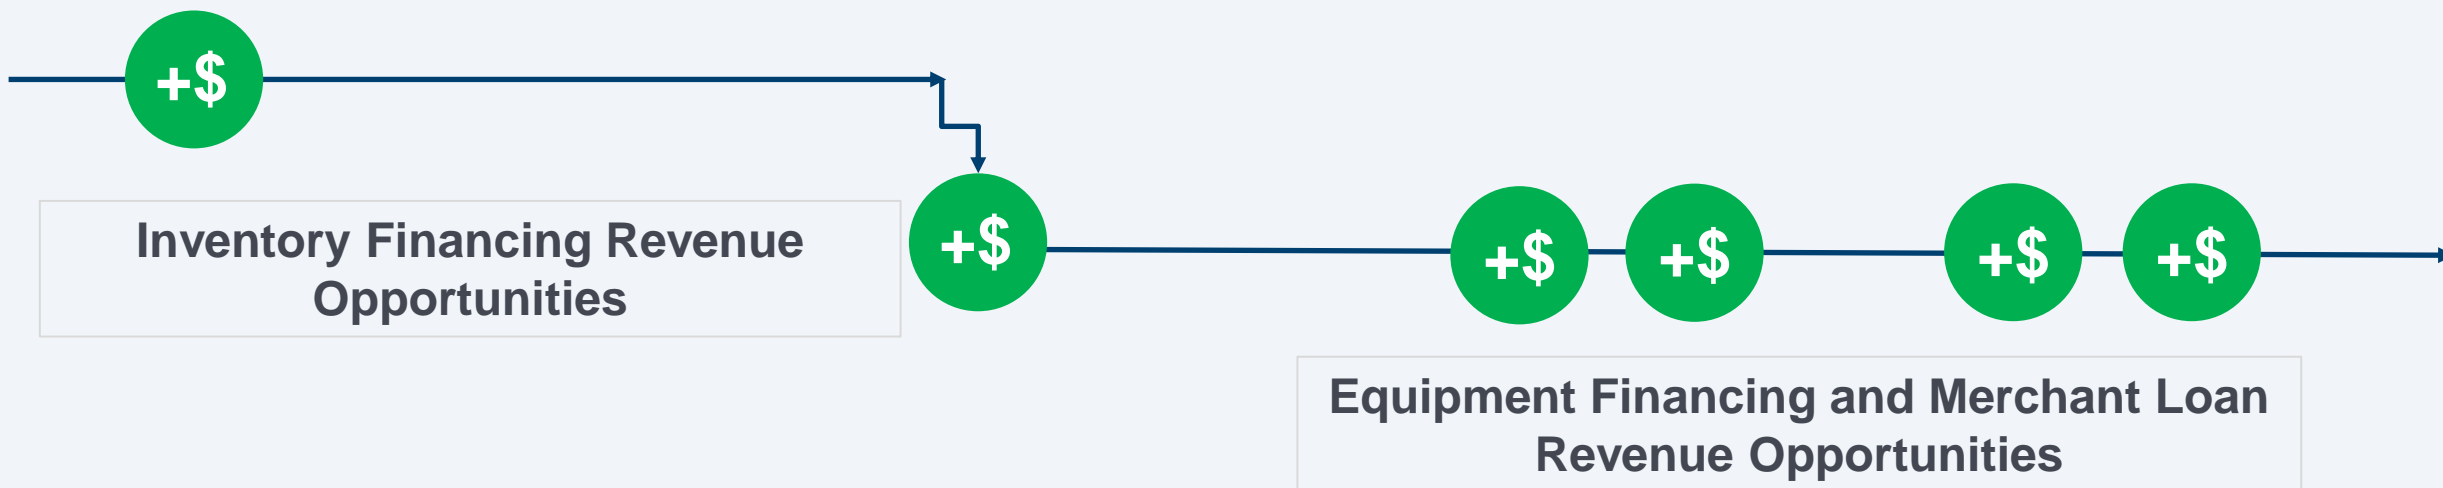 +$
Inventory Financing Revenue
Opportunities
+$
+$
+$
+$
+$
Equipment Financing and Merchant Loan
Revenue Opportunities